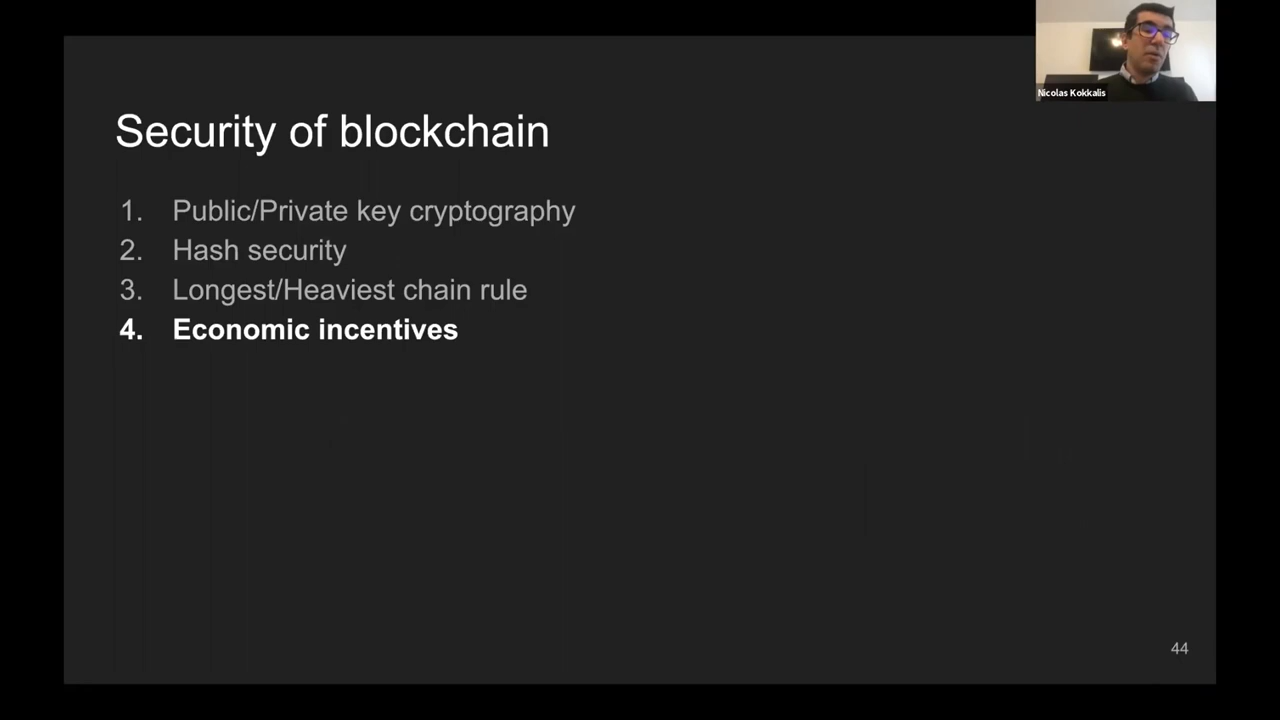 Nicolas Kokkalis
Security of blockchain
1. Public/Private key cryptography
2. Hash security
3. Longest/Heaviest chain rule
4. Economic incentives
44